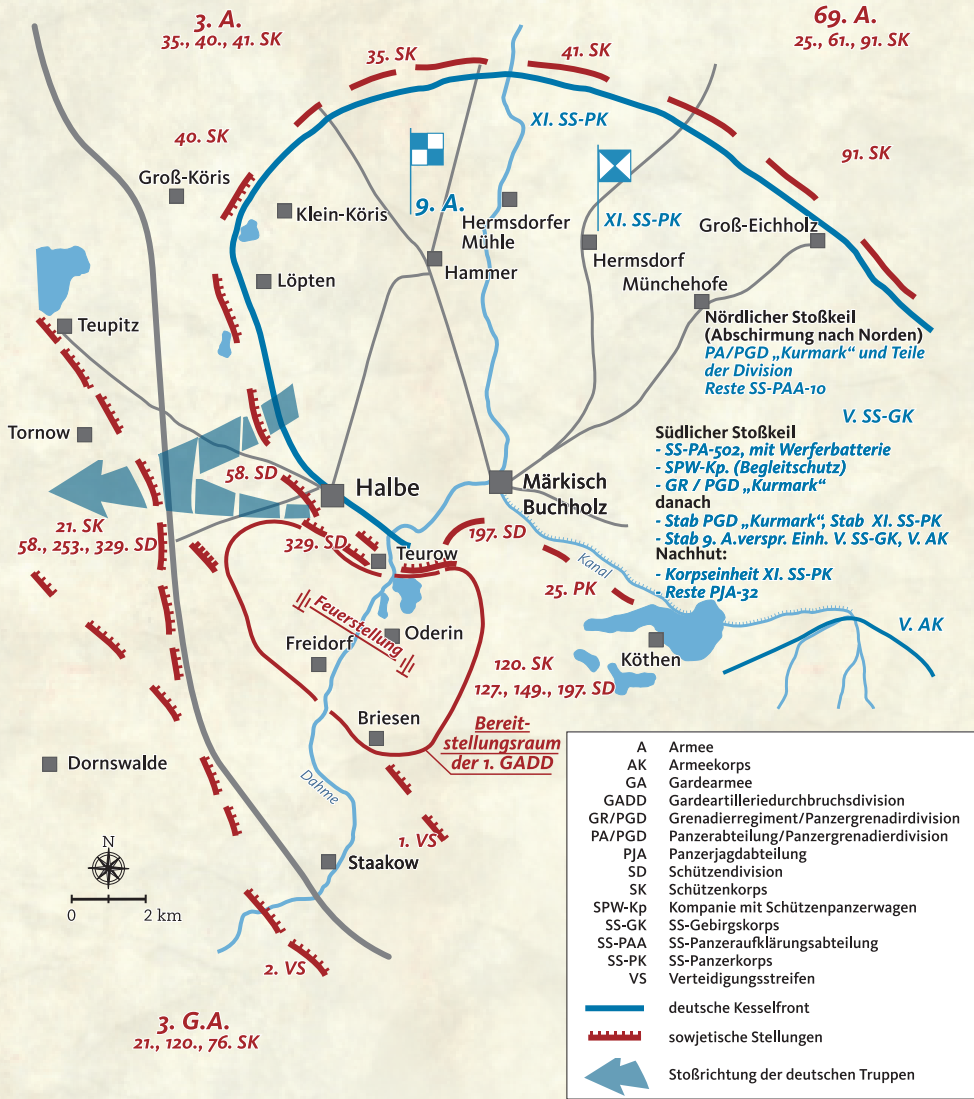 3. A.
35., 40., 41. SK
69. A.
25., 61., 91. SK
35. SK
41. SK
40. SK
XI. SS-PK
91. SK
Groß-Köris
Klein-Köris
9. A.
Hermsdorfer
Mühle
XI. SS-PK
Groß-Eichholz
Hammer
Hermsdorf
Löpten
Münchehofe
Teupitz
Nördlicher Stoßkeil
(Abschirmung nach Norden)
PA/PGD „Kurmark“ und Teile
der Division
Reste SS-PAA-10
V. SS-GK
Tornow
Südlicher Stoßkeil
- SS-PA-502, mit Werferbatterie
- SPW-Kp. (Begleitschutz)
- GR / PGD „Kurmark“
danach
- Stab PGD „Kurmark“, Stab XI. SS-PK
- Stab 9. A.verspr. Einh. V. SS-GK, V. AK
Nachhut:
- Korpseinheit XI. SS-PK
- Reste PJA-32
58. SD
Halbe
Märkisch
Buchholz
21. SK
58., 253., 329. SD
329. SD
197. SD
Teurow
Kanal
25. PK
Feuerstellung
Oderin
Freidorf
V. AK
Köthen
120. SK
127., 149., 197. SD
Briesen
Bereit-
stellungsraum
der 1. GADD
Dornswalde
Dahme
1. VS
Staakow
N
0 2 km
2. VS
3. G.A.
21., 120., 76. SK
A Armee
AK Armeekorps
GA Gardearmee
GADD Gardeartilleriedurchbruchsdivision
GR/PGD Grenadierregiment/Panzergrenadirdivision
PA/PGD Panzerabteilung/Panzergrenadierdivision
PJA Panzerjagdabteilung
SD Schützendivision
SK Schützenkorps
SPW-Kp Kompanie mit Schützenpanzerwagen
SS-GK SS-Gebirgskorps
SS-PAA SS-Panzeraufklärungsabteilung
SS-PK SS-Panzerkorps
VS Verteidigungsstreifen
deutsche Kesselfront
sowjetische Stellungen
Stoßrichtung der deutschen Truppen